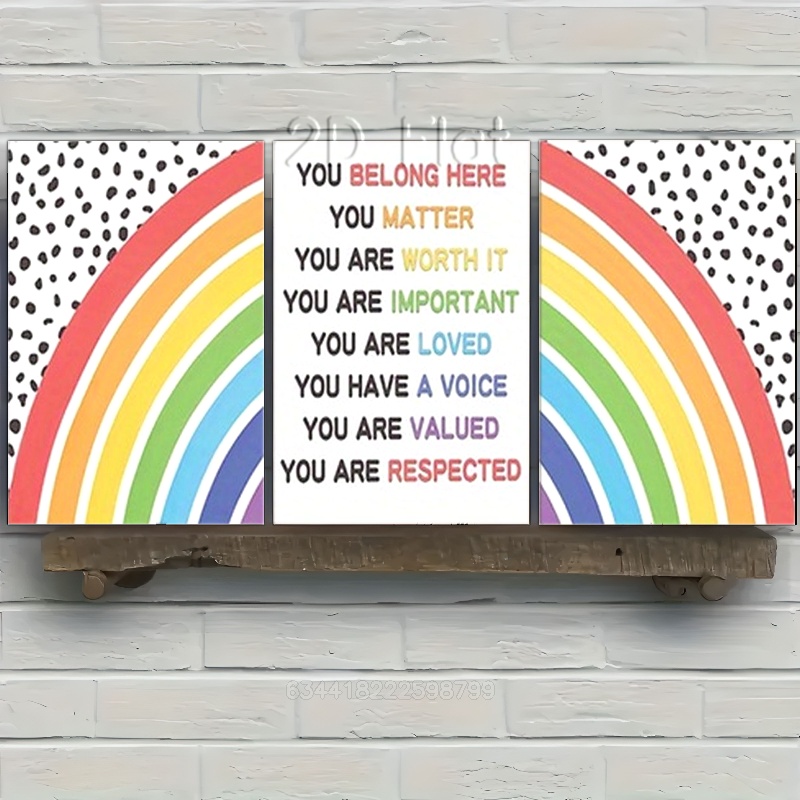 2D Flat
YOU BELONG HERE
YOU MATTER
YOU ARE WORTH IT
YOU ARE IMPORTANT
YOU ARE LOVED
YOU HAVE A VOICE
YOU ARE VALUED
YOU ARE RESPECTED
634418222598799